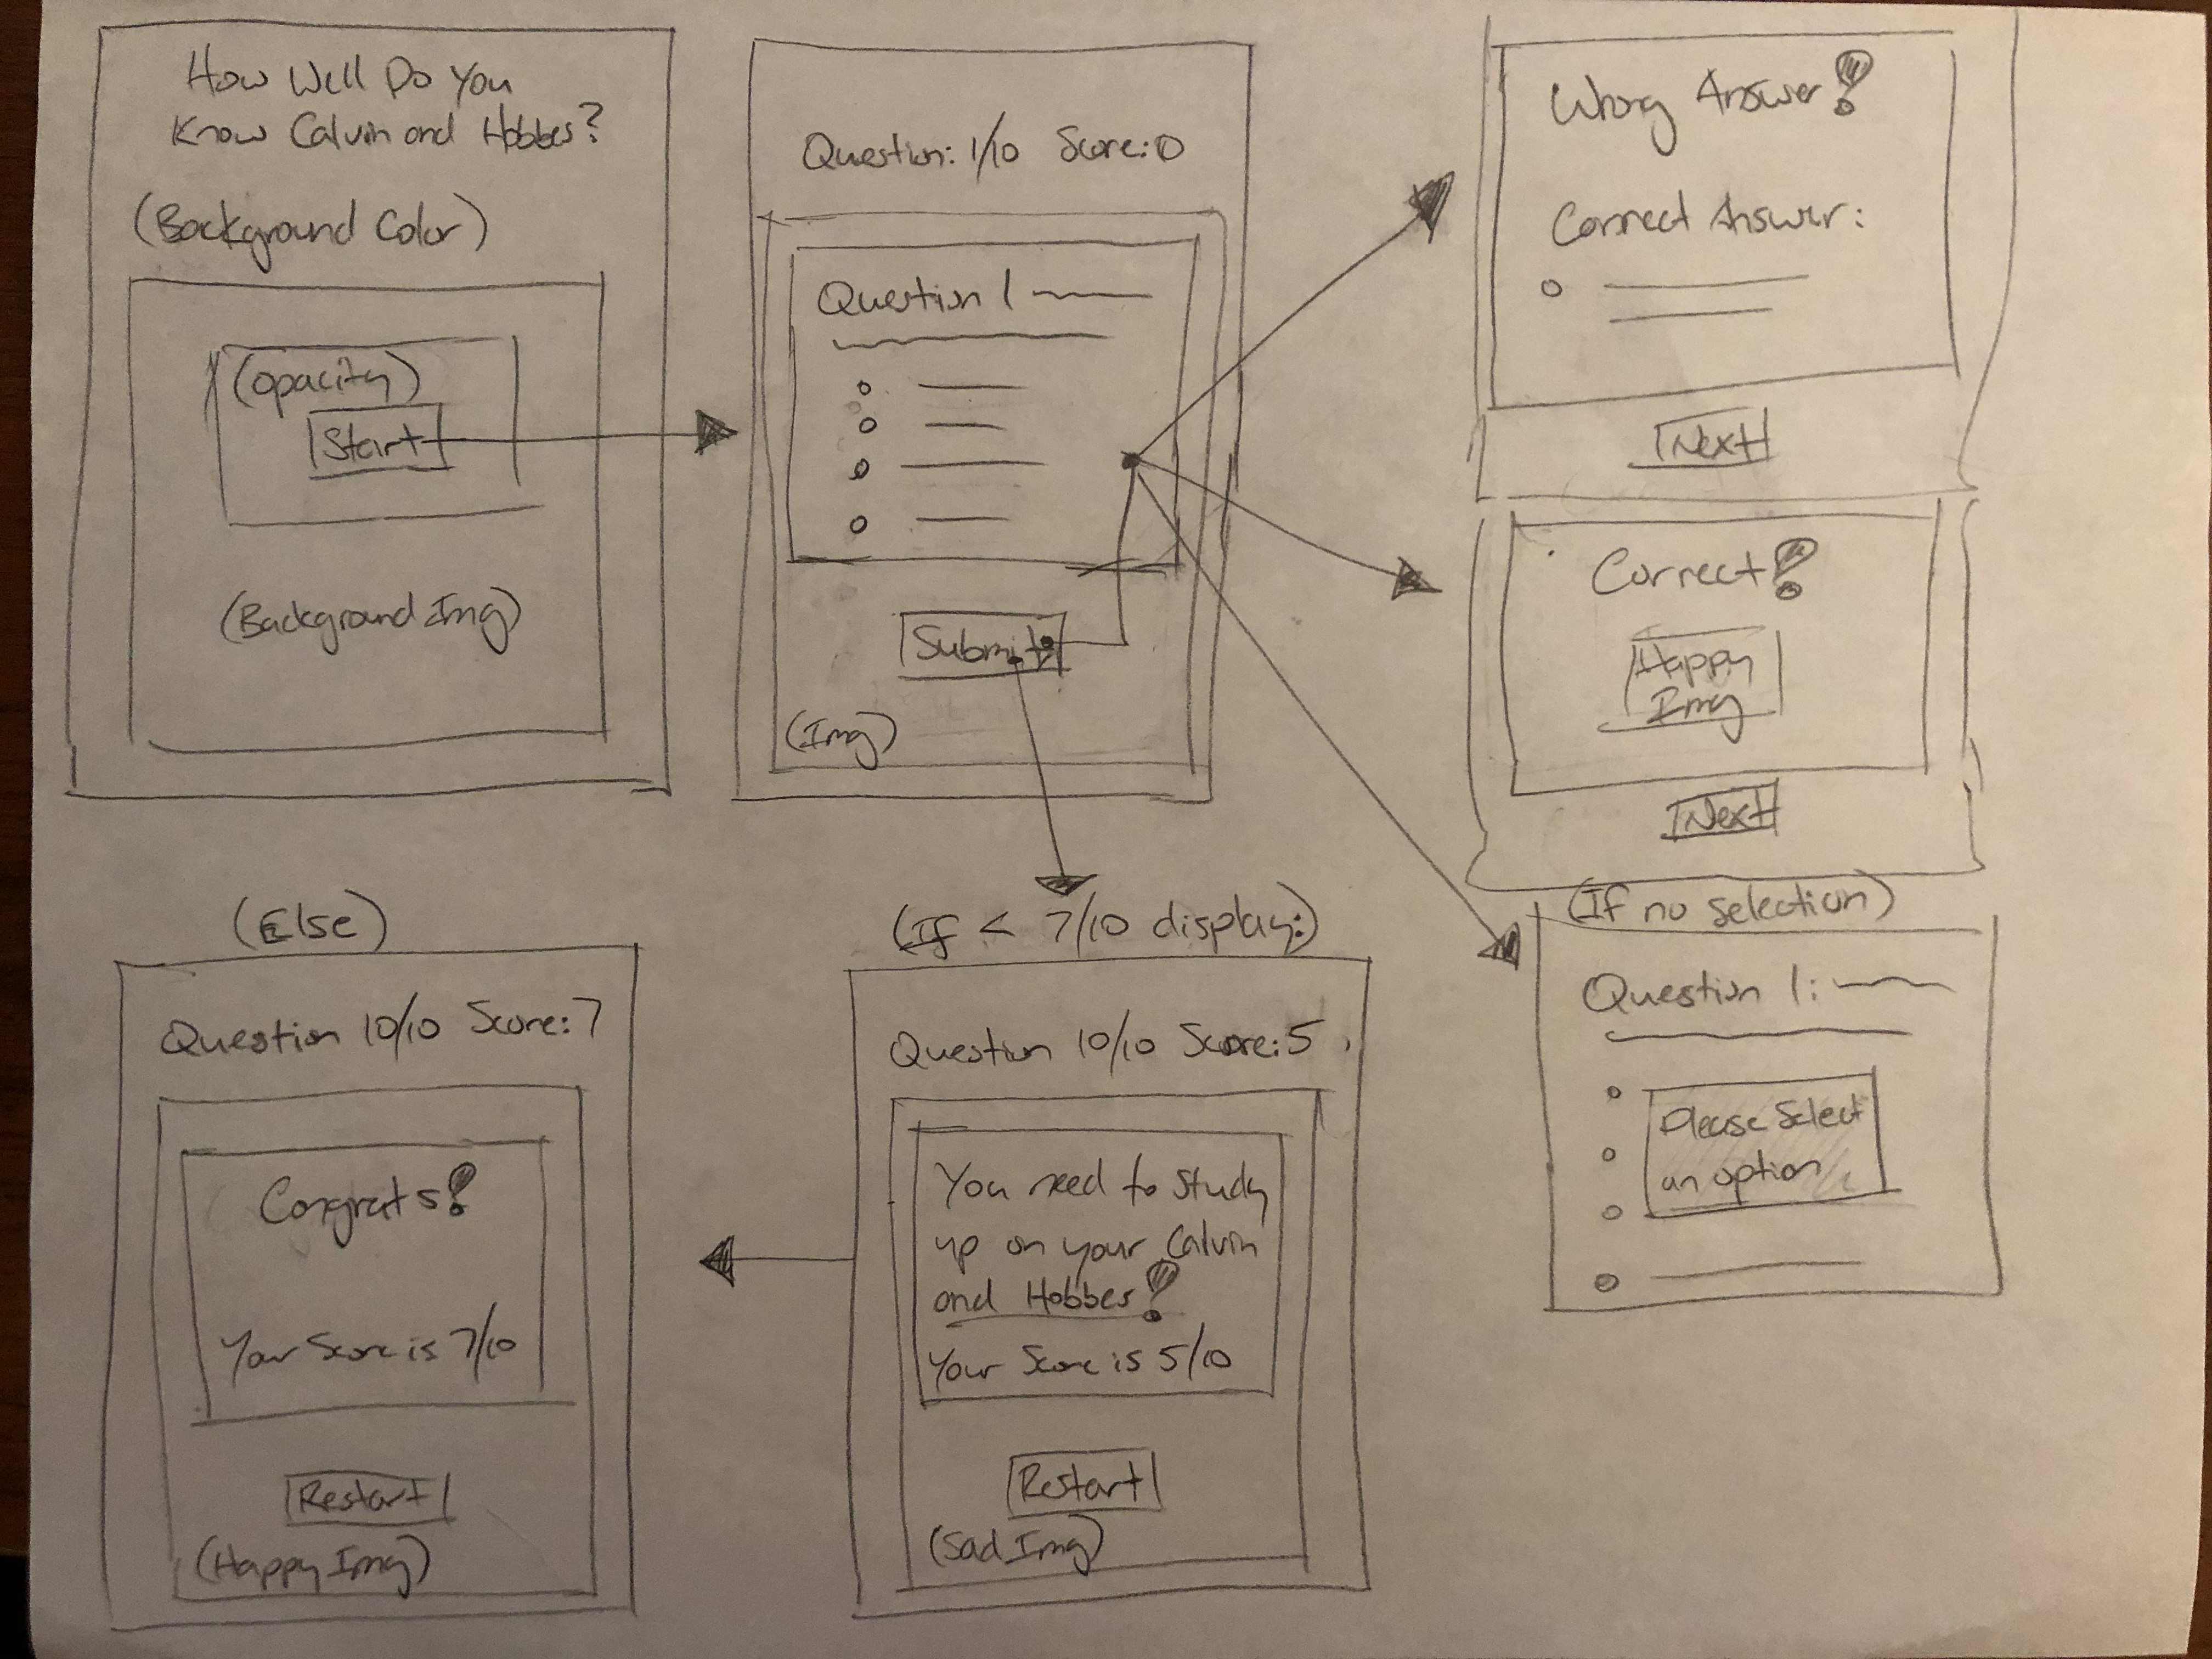 How Well Do You
Know Calvin and Hobbes?
(Background Color)
(opacity)
Start
(Background Img)
Question: 1/10 Score: 0
Question 1
Submit
(Img)
Wrong Answer!
Correct Answer:
Next
Correct!
Happy
Img
Next
(If no selection)
Question 1:
Please Select
an option
(Else)
Question 10/10 Score: 7
Congrats!
Your Score is 7/10
Restart
(Happy Img)
(If < 7/10 display:)
Question 10/10 Score: 5
You need to study
up on your Calvin
and Hobbes!
Your Score is 5/10
Restart
(Sad Img)